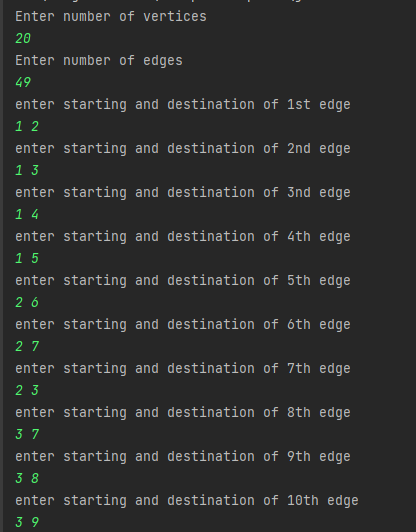 Enter number of vertices
20
Enter number of edges
49
enter starting and destination of 1st edge
1 2
enter starting and destination of 2nd edge
1 3
enter starting and destination of 3nd edge
1 4
enter starting and destination of 4th edge
1 5
enter starting and destination of 5th edge
2 6
enter starting and destination of 6th edge
2 7
enter starting and destination of 7th edge
2 3
enter starting and destination of 8th edge
3 7
enter starting and destination of 9th edge
3 8
enter starting and destination of 10th edge
3 9